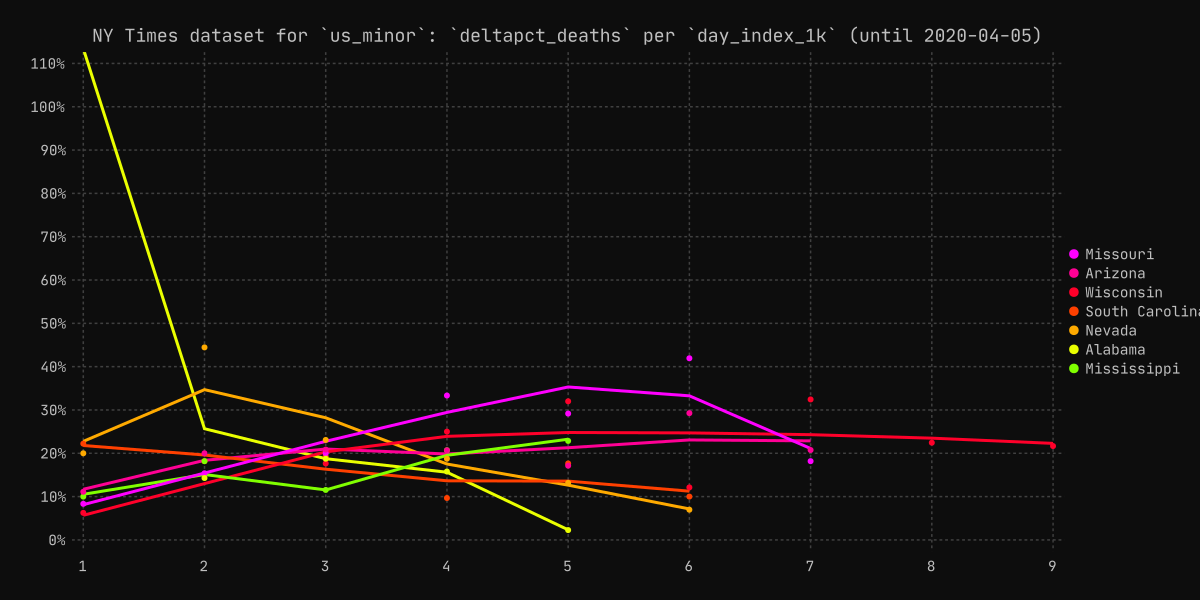 NY Times dataset for `us_minor`: `deltapct_deaths` per `day_index_1k` (until 2020-04-05)
110%
100%
90%
80%
70%
60%
50%
40%
30%
20%
10%
0%
1 2 3 4 5 6 7 8 9
Missouri
Arizona
Wisconsin
South Carolina
Nevada
Alabama
Mississippi